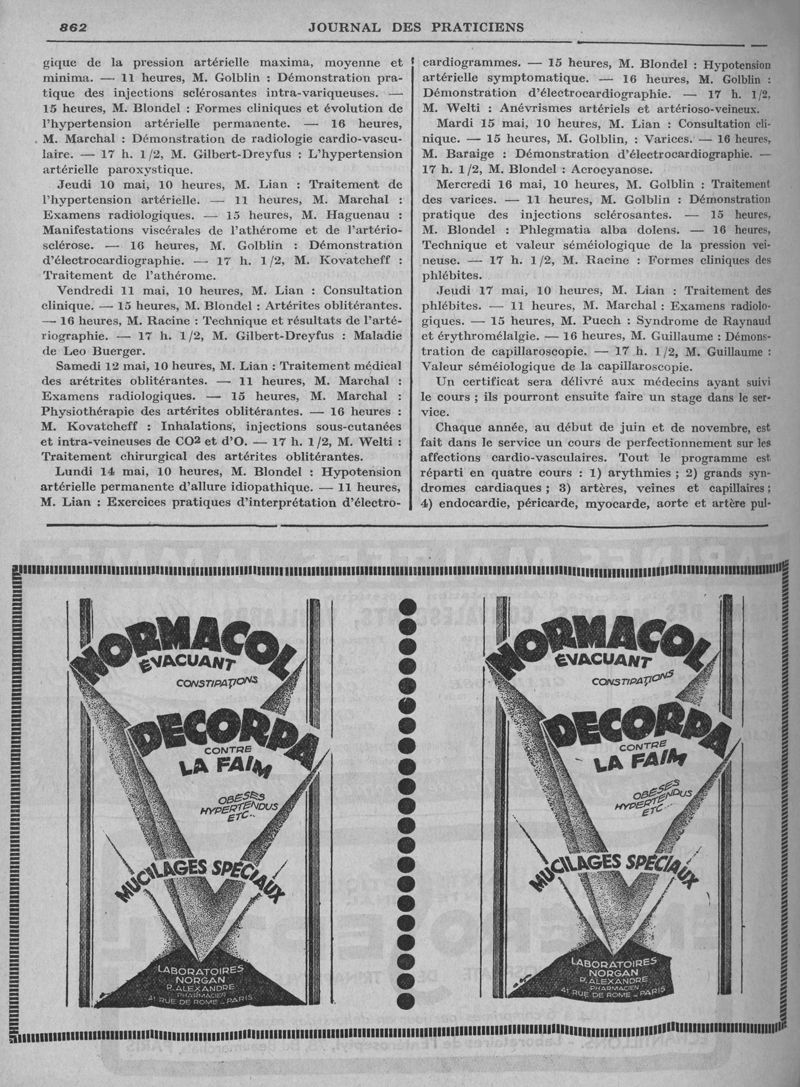 862
JOURNAL DES PRATICIENS
gique de la pression artérielle maxima, moyenne et
minima. — 11 heures, M. Golblin : Démonstration pra-
tique des injections sclérosantes intra-variqueuses. —
15 heures, M. Blondel : Formes cliniques et évolution de
l'hypertension artérielle permanente. — 16 heures,
M. Marchal : Démonstration de radiologie cardio-vascu-
laire. — 17 h. 1/2, M. Gilbert-Dreyfus : L'hypertension
artérielle paroxystique.
Jeudi 10 mai, 10 heures, M. Lian : Traitement de
l'hypertension artérielle. — 11 heures, M. Marchal :
Examens radiologiques. — 15 heures, M. Haguenau :
Manifestations viscérales de l'athérome et de l'artério-
sclérose. — 16 heures, M. Golblin : Démonstration
d'électrocardiographie. — 17 h. 1/2, M. Kovatcheff :
Traitement de l'athérome.
Vendredi 11 mai, 10 heures, M. Lian : Consultation
clinique. — 15 heures, M. Blondel : Artérites oblitérantes.
— 16 heures, M. Racine : Technique et résultats de l'arté-
riographie. — 17 h. 1/2, M. Gilbert-Dreyfus : Maladie
de Leo Buerger.
Samedi 12 mai, 10 heures, M. Lian : Traitement médical
des arétrites oblitérantes. — 11 heures, M. Marchal :
Examens radiologiques. — 15 heures, M. Marchal :
Physiothérapie des artérites oblitérantes. — 16 heures :
M. Kovatcheff : Inhalations, injections sous-cutanées
et intra-veineuses de CO2 et d'O. — 17 h. 1/2, M. Welti :
Traitement chirurgical des artérites oblitérantes.
Lundi 14 mai, 10 heures, M. Blondel : Hypotension
artérielle permanente d'allure idiopathique. — 11 heures,
M. Lian : Exercices pratiques d'interprétation d'électro-
cardiogrammes. — 15 heures, M. Blondel : Hypotension
artérielle symptomatique. — 16 heures, M. Golblin :
Démonstration d'électrocardiographie. — 17 h. 1/2,
M. Welti : Anévrismes artériels et artérioso-veineux.
Mardi 15 mai, 10 heures, M. Lian : Consultation cli-
nique. — 15 heures, M. Golblin, : Varices. — 16 heures,
M. Baraige : Démonstration d'électrocardiographie. —
17 h. 1/2, M. Blondel : Acrocyanose.
Mercredi 16 mai, 10 heures, M. Golblin : Traitement
des varices. — 11 heures, M. Golblin : Démonstration
pratique des injections sclérosantes. — 15 heures,
M. Blondel : Phlegmatia alba dolens. — 16 heures,
Technique et valeur séméiologique de la pression vei-
neuse. — 17 h. 1/2, M. Racine : Formes cliniques des
phlébites.
Jeudi 17 mai, 10 heures, M. Lian : Traitement des
phlébites. — 11 heures, M. Marchal : Examens radiolo-
giques. — 15 heures, M. Puech : Syndrome de Raynaud
et érythromélalgie. — 16 heures, M. Guillaume : Démons-
tration de capillaroscopie. — 17 h. 1/2, M. Guillaume :
Valeur séméiologique de la capillaroscopie.
Un certificat sera délivré aux médecins ayant suivi
le cours ; ils pourront ensuite faire un stage dans le ser-
vice.
Chaque année, au début de juin et de novembre, est
fait dans le service un cours de perfectionnement sur les
affections cardio-vasculaires. Tout le programme est
réparti en quatre cours : 1) arythmies ; 2) grands syn-
dromes cardiaques ; 3) artères, veines et capillaires ;
4) endocardie, péricarde, myocarde, aorte et artère pul-
NORMACOL
ÉVACUANT
CONSTIPATIONS
DECORPA
CONTRE
LA FAIM
OBÈSES
HYPERTENDUS
ETC..
MUCILAGES SPÉCIAUX
LABORATOIRES
NORGAN
P. ALEXANDRE
PHARMACIEN
41 RUE DE ROME - PARIS
NORMACOL
ÉVACUANT
CONSTIPATIONS
DECORPA
CONTRE
LA FAIM
OBÈSES
HYPERTENDUS
ETC...
MUCILAGES SPÉCIAUX
LABORATOIRES
NORGAN
P. ALEXANDRE
PHARMACIEN
41 RUE DE ROME - PARIS